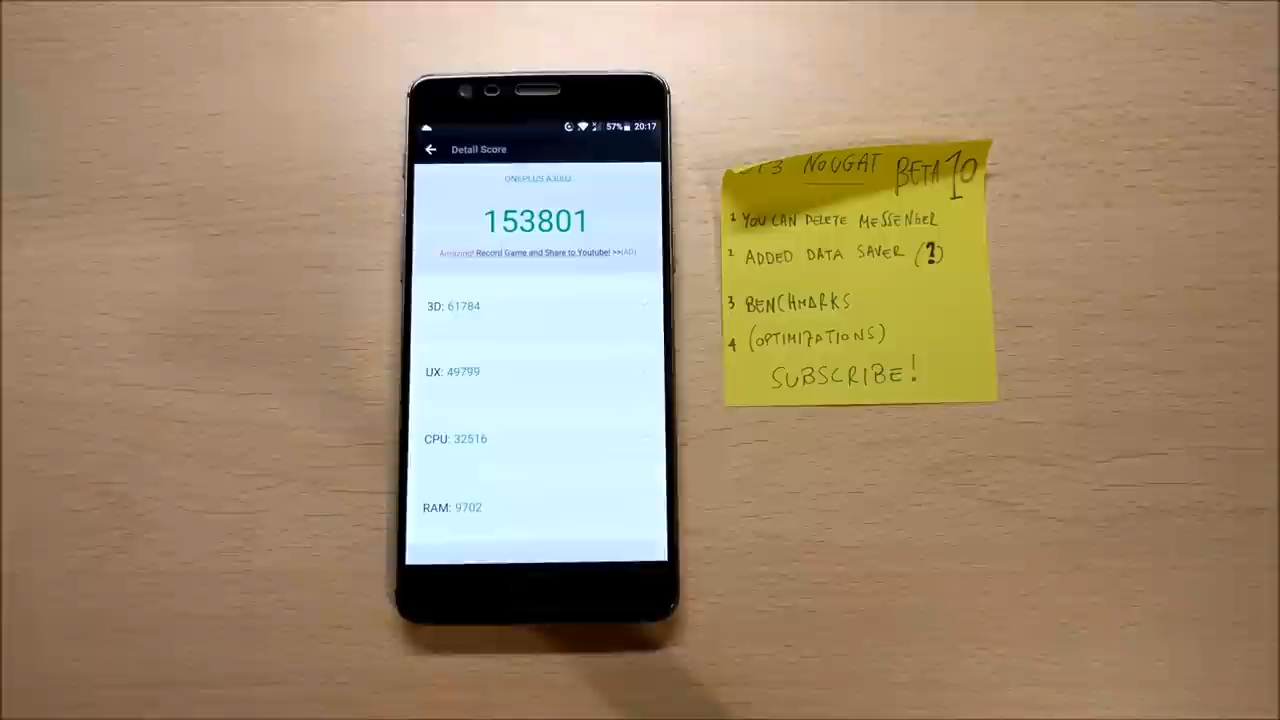 57% 20:17
Detail Score
ONEPLUS A3003
153801
Amazing! Record Game and Share to Youtube! >>(AD)
3D: 61784
UX: 49799
CPU: 32516
RAM: 9702
NOUGAT BETA 10
1 YOU CAN DELETE MESSENGER
2 ADDED DATA SAVER (?)
3 BENCHMARKS
4 (OPTIMIZATIONS)
SUBSCRIBE!